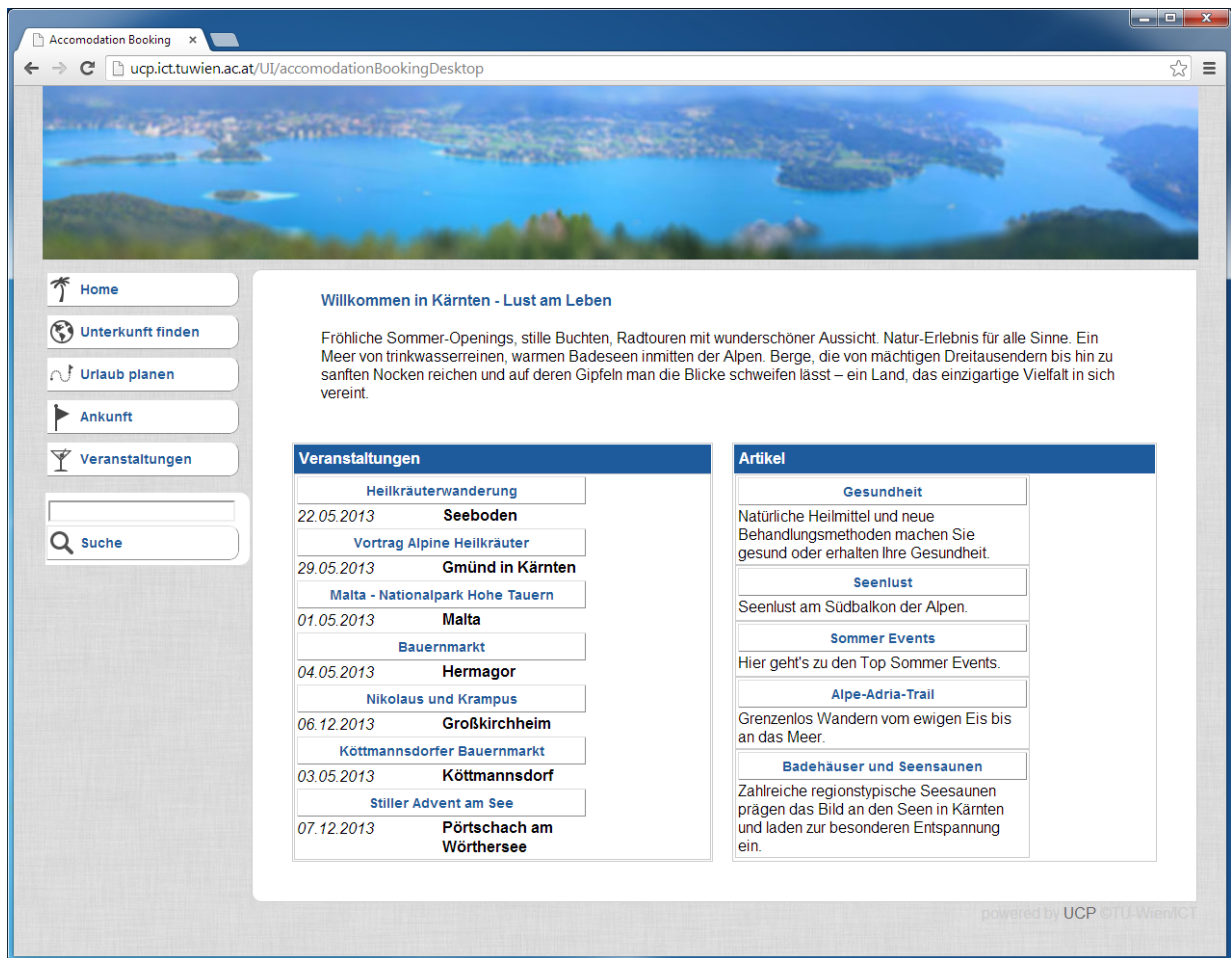 Accomodation Booking
ucp.ict.tuwien.ac.at/UI/accomodationBookingDesktop
Home
Unterkunft finden
Urlaub planen
Ankunft
Veranstaltungen
Suche
Willkommen in Kärnten - Lust am Leben
Fröhliche Sommer-Openings, stille Buchten, Radtouren mit wunderschöner Aussicht. Natur-Erlebnis für alle Sinne. Ein
Meer von trinkwasserreinen, warmen Badeseen inmitten der Alpen. Berge, die von mächtigen Dreitausendern bis hin zu
sanften Nocken reichen und auf deren Gipfeln man die Blicke schweifen lässt – ein Land, das einzigartige Vielfalt in sich
vereint.
Veranstaltungen
Heilkräuterwanderung
22.05.2013 Seeboden
Vortrag Alpine Heilkräuter
29.05.2013 Gmünd in Kärnten
Malta - Nationalpark Hohe Tauern
01.05.2013 Malta
Bauernmarkt
04.05.2013 Hermagor
Nikolaus und Krampus
06.12.2013 Großkirchheim
Köttmannsdorfer Bauernmarkt
03.05.2013 Köttmannsdorf
Stiller Advent am See
07.12.2013 Pörtschach am
Wörthersee
Artikel
Gesundheit
Natürliche Heilmittel und neue
Behandlungsmethoden machen Sie
gesund oder erhalten Ihre Gesundheit.
Seenlust
Seenlust am Südbalkon der Alpen.
Sommer Events
Hier geht's zu den Top Sommer Events.
Alpe-Adria-Trail
Grenzenlos Wandern vom ewigen Eis bis
an das Meer.
Badehäuser und Seensaunen
Zahlreiche regionstypische Seesaunen
prägen das Bild an den Seen in Kärnten
und laden zur besonderen Entspannung
ein.
powered by UCP ©TU-Wien/ICT